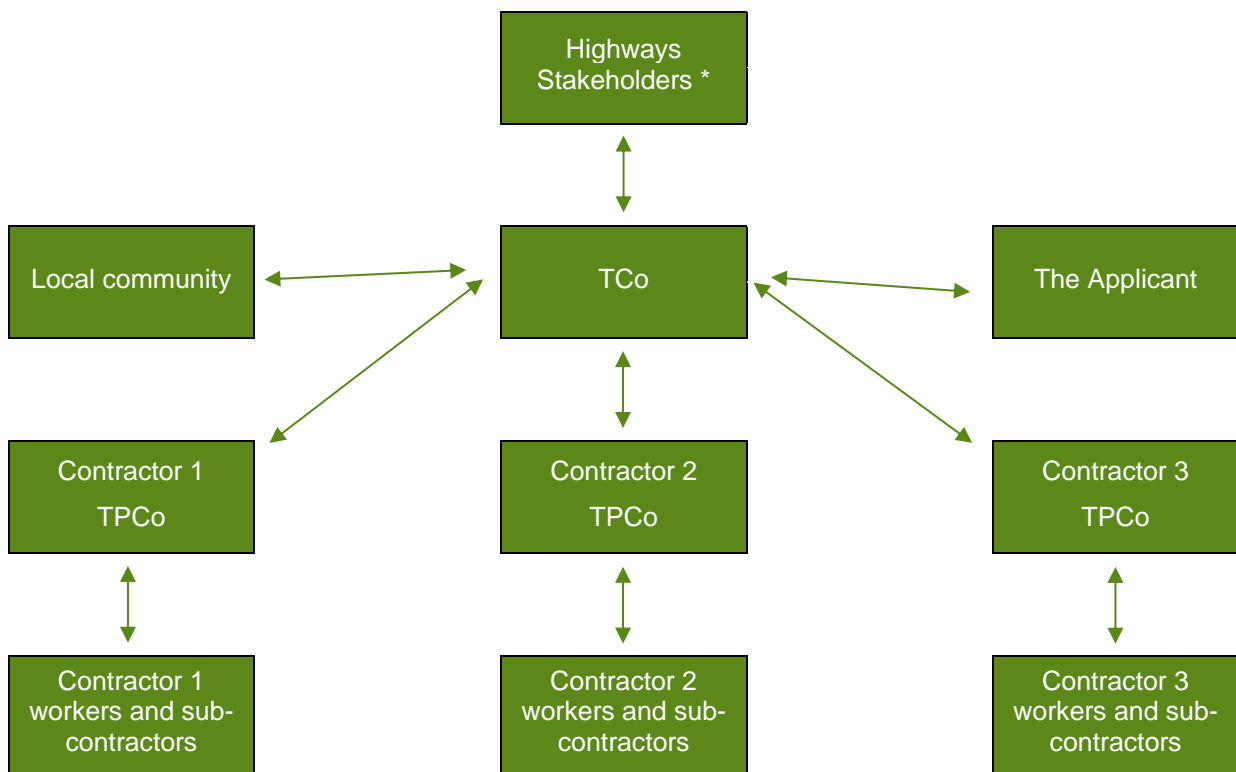 Highways
Stakeholders *
Local community
TCo
The Applicant
Contractor 1
TPCo
Contractor 2
TPCo
Contractor 3
TPCo
Contractor 1
workers and sub-
contractors
Contractor 2
workers and sub-
contractors
Contractor 3
workers and sub-
contractors